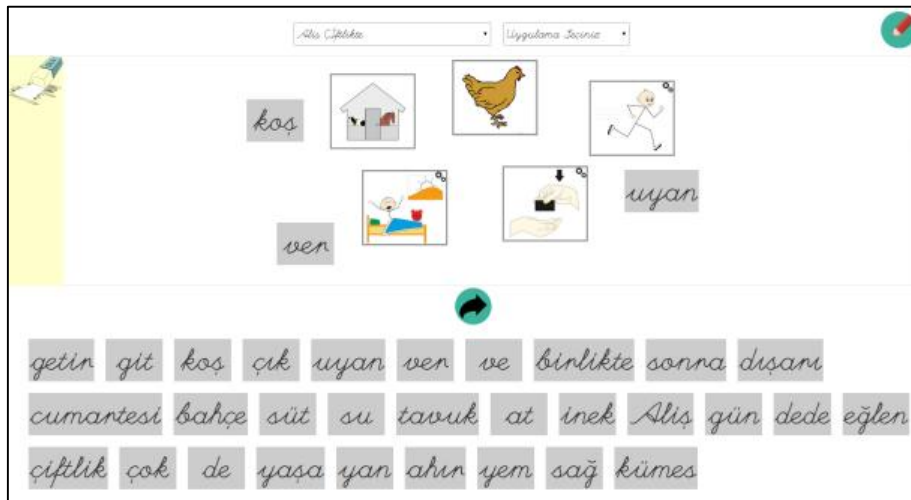 Aliş Çiftlikte
Uygulama Seçiniz
koş
uyan
ver
getir git koş çık uyan ver ve birlikte sonra dışarı
cumartesi bahçe süt su tavuk at inek Aliş gün dede eğlen
çiftlik çok de yaşa yan ahır yem sağ kümes